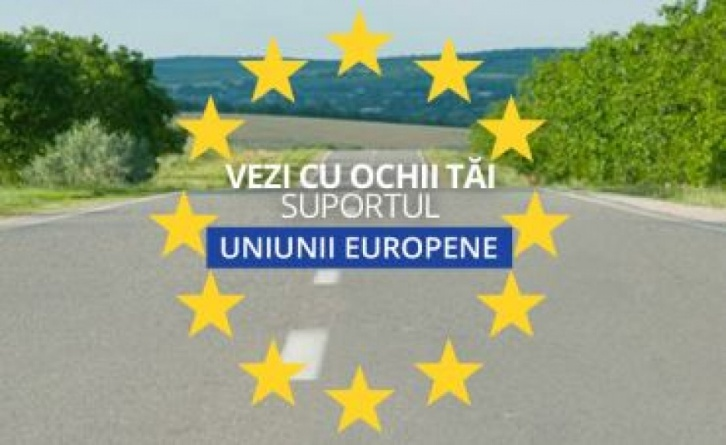 VEZI CU OCHII TĂI
SUPORTUL
UNIUNII EUROPENE